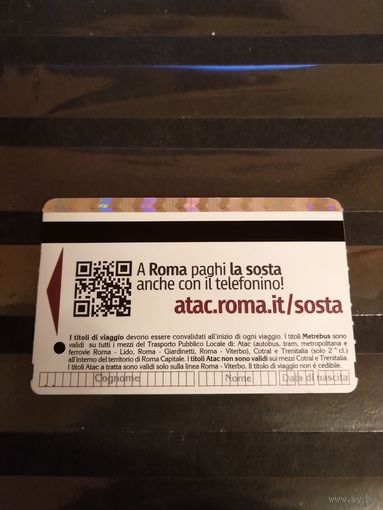 A Roma paghi la sosta
anche con il telefonino!
atac.roma.it/sosta
I titoli di viaggio devono essere convalidati all'inizio di ogni viaggio. I titoli Metrebus sono
validi su tutti i mezzi del Trasporto Pubblico Locale di: Atac (autobus, tram, metropolitana e
ferrovie Roma - Lido, Roma - Giardinetti, Roma - Viterbo), Cotral e Trenitalia (solo 2^ cl.)
all'interno del territorio di Roma Capitale. I titoli Atac non sono validi sui mezzi Cotral e Trenitalia.
I titoli Atac a tratta sono validi solo sulla linea Roma - Viterbo. Il titolo di viaggio non è cedibile.
Cognome Nome Data di nascita
www.ay.by